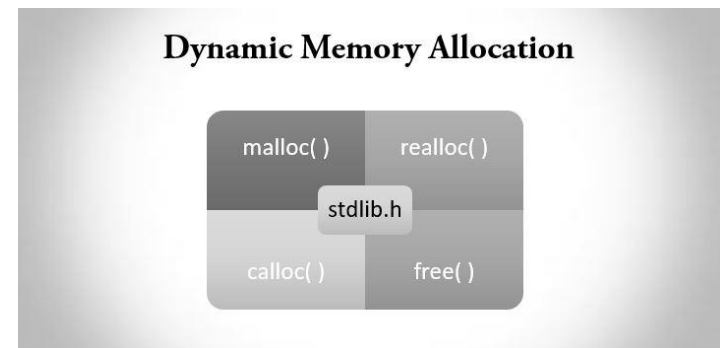 Dynamic Memory Allocation
malloc( )
realloc( )
stdlib.h
calloc( )
free( )